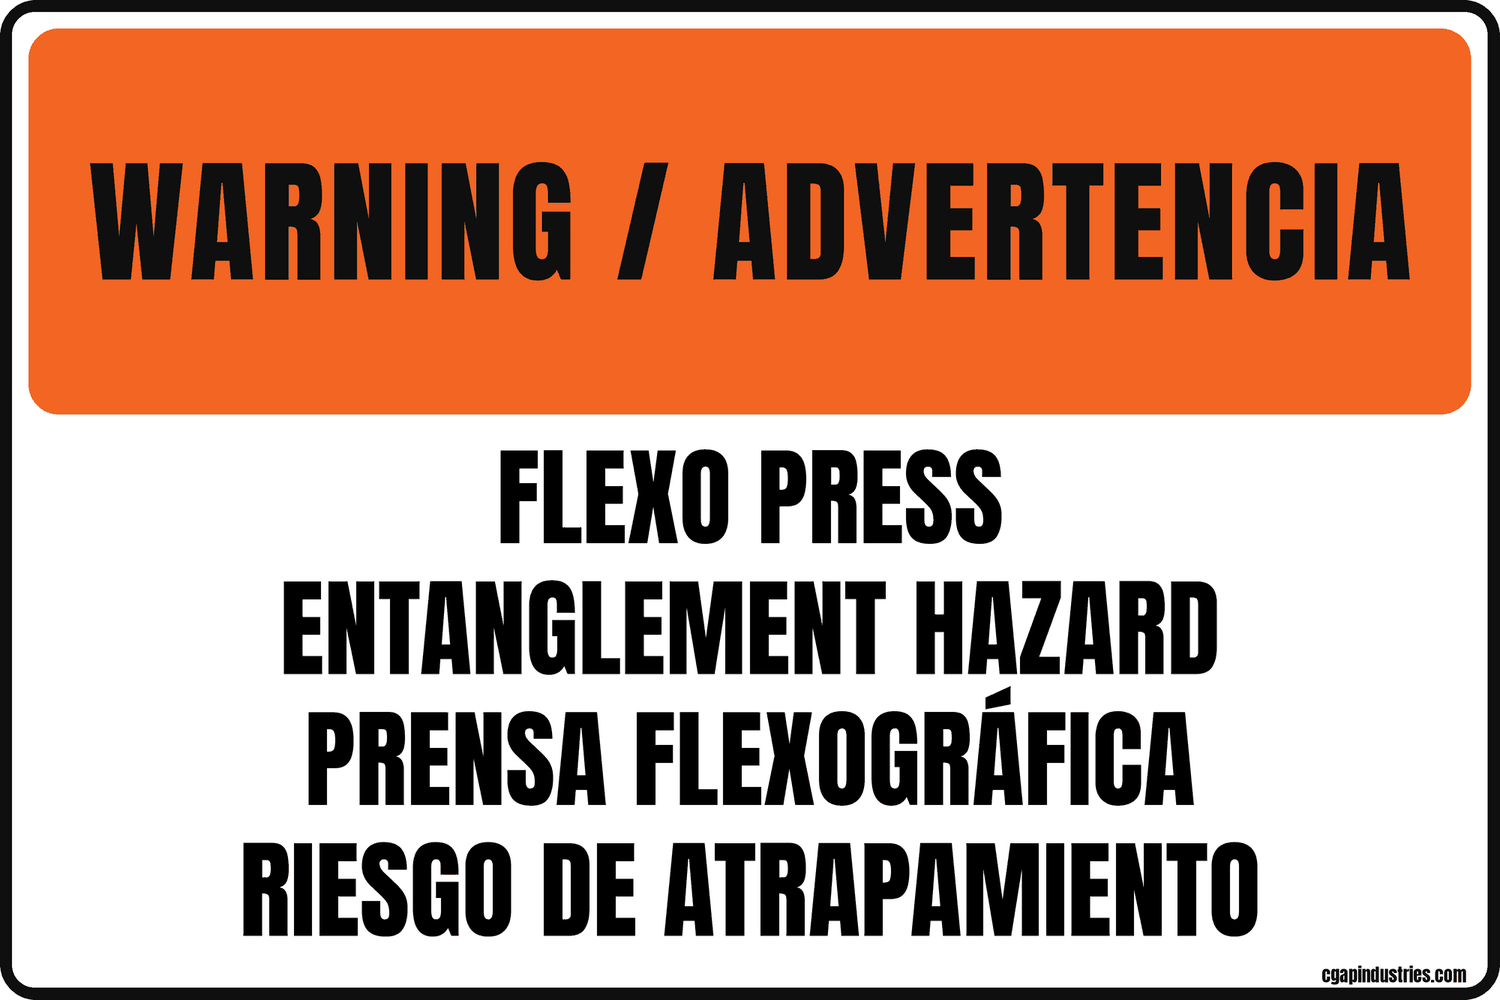 WARNING / ADVERTENCIA
FLEXO PRESS
ENTANGLEMENT HAZARD
PRENSA FLEXOGRÁFICA
RIESGO DE ATRAPAMIENTO
cgapindustries.com